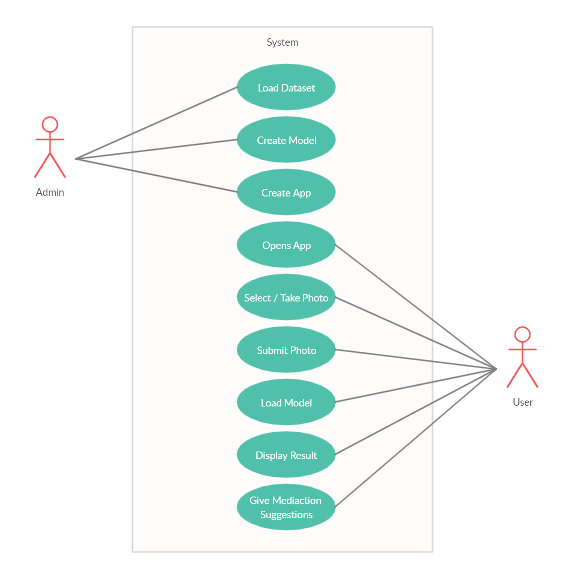 System
Load Dataset
Create Model
Create App
Admin
Opens App
Select / Take Photo
Submit Photo
Load Model
User
Display Result
Give Mediaction
Suggestions